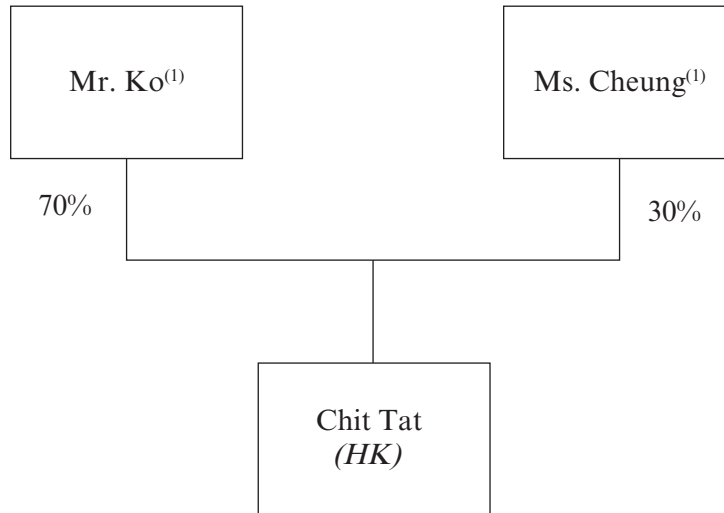 Mr. Ko(1)
Ms. Cheung(1)
70%
30%
Chit Tat
(HK)